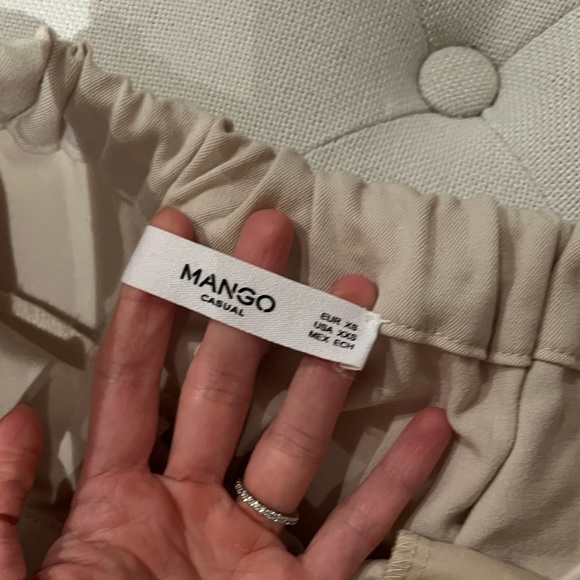 MANGO
CASUAL
EUR XS
USA XXS
MEX ECH